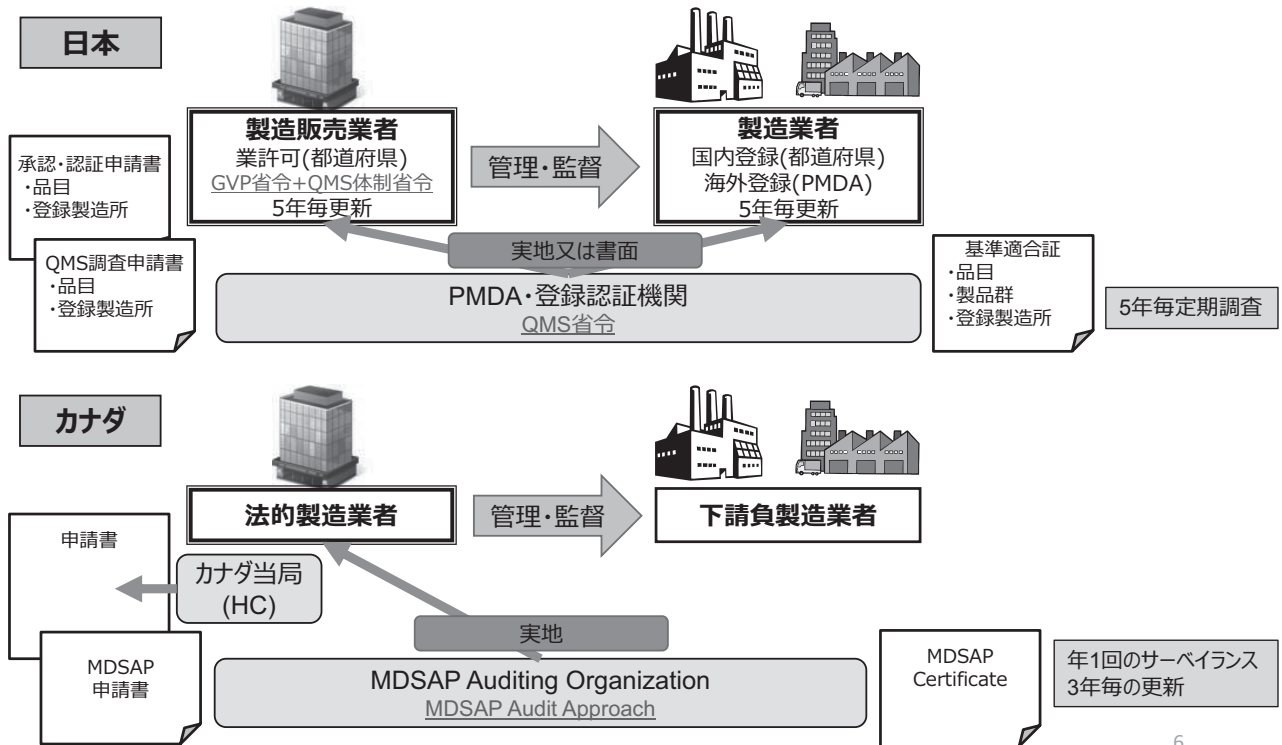 日本
製造販売業者
業許可(都道府県)
GVP省令+QMS体制省令
5年毎更新
管理・監督
製造業者
国内登録(都道府県)
海外登録(PMDA)
5年毎更新
承認・認証申請書
・品目
・登録製造所
QMS調査申請書
・品目
・登録製造所
実地又は書面
PMDA・登録認証機関
QMS省令
基準適合証
・品目
・製品群
・登録製造所
5年毎定期調査
カナダ
法的製造業者
管理・監督
下請負製造業者
申請書
カナダ当局
(HC)
MDSAP
申請書
実地
MDSAP Auditing Organization
MDSAP Audit Approach
MDSAP
Certificate
年1回のサーベイランス
3年毎の更新
6